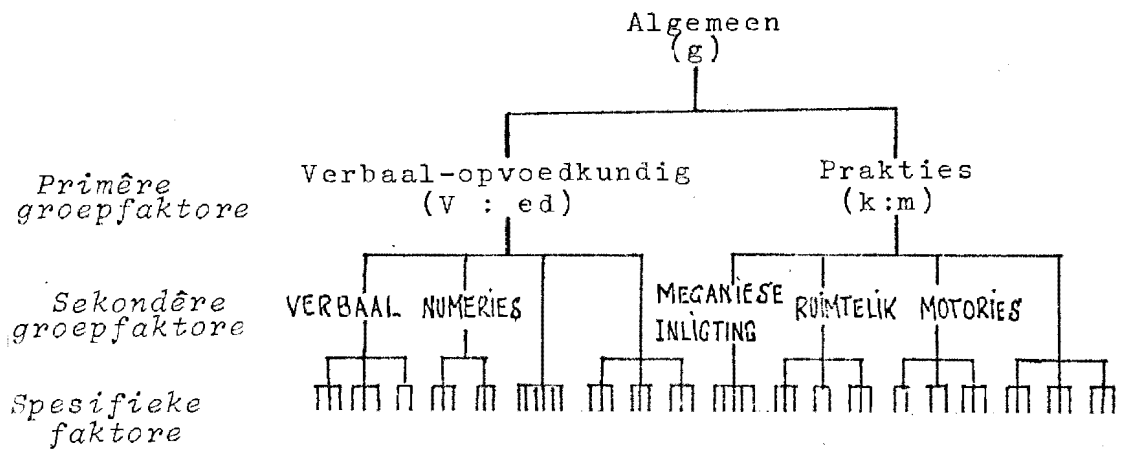 Algemeen
(g)
Primêre
groepfaktore
Verbaal-opvoedkundig
(V : ed)
Prakties
(k:m)
Sekondêre
groepfaktore
VERBAAL
NUMERIES
MEGANIESE
INLIGTING
RUIMTELIK
MOTORIES
Spesifieke
faktore